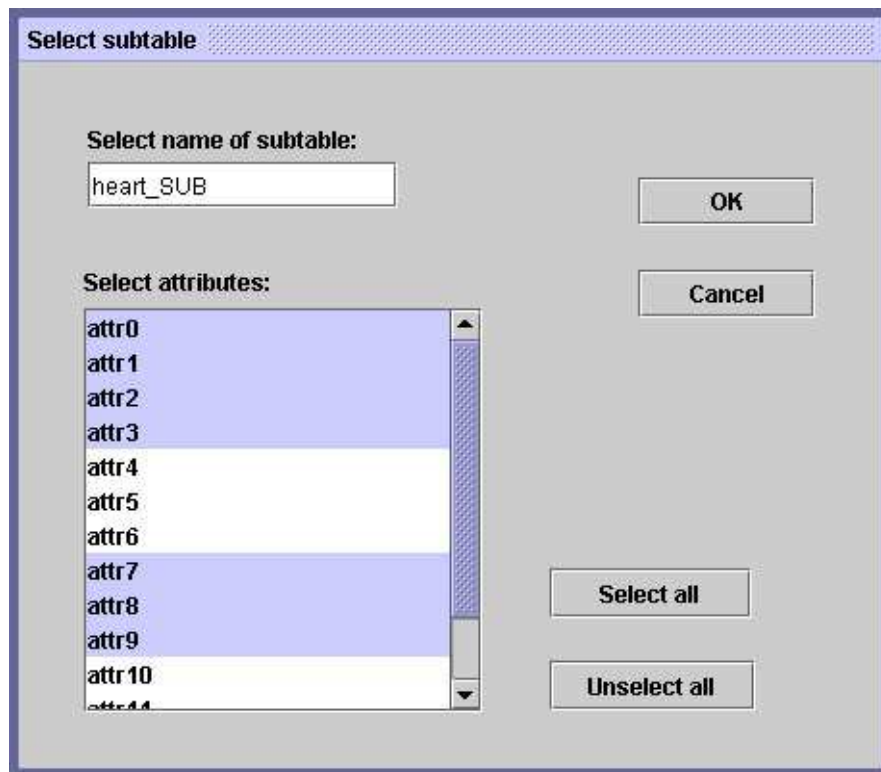 Select subtable
Select name of subtable:
heart_SUB
OK
Select attributes:
Cancel
attr0
attr1
attr2
attr3
attr4
attr5
attr6
attr7
attr8
Select all
attr9
attr10
Unselect all